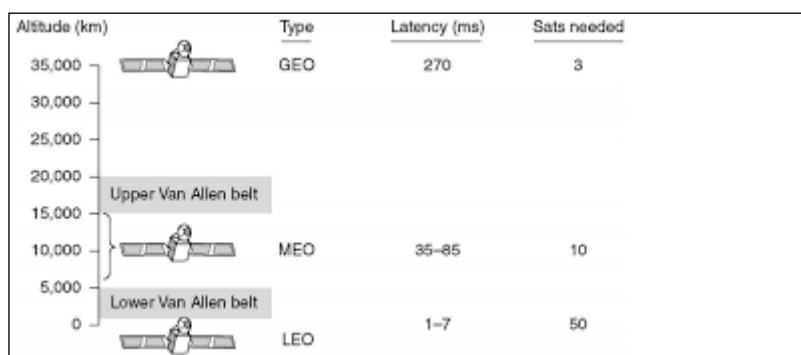 Altitude (km) Type Latency (ms) Sats needed
35,000 GEO 270 3
30,000
25,000
20,000
Upper Van Allen belt
15,000
10,000 MEO 35–85 10
5,000
Lower Van Allen belt
0 1–7 50
LEO